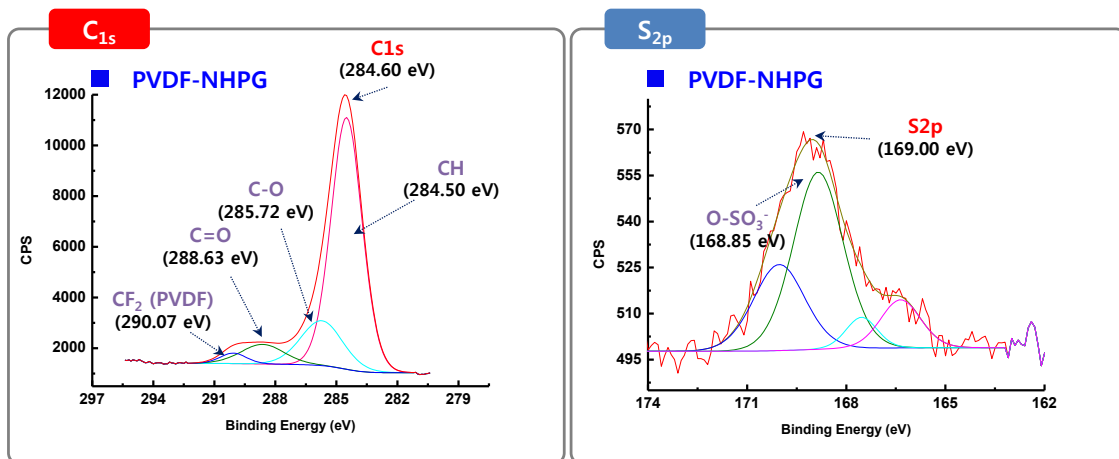 C1s
PVDF-NHPG
C1s
(284.60 eV)
CH
(284.50 eV)
C-O
(285.72 eV)
C=O
(288.63 eV)
CF2 (PVDF)
(290.07 eV)
12000
10000
8000
6000
4000
2000
CPS
297 294 290 288 285 282 279
Binding Energy (eV)
S2p
PVDF-NHPG
S2p
(169.00 eV)
O-SO3-
(168.85 eV)
570
555
540
525
510
495
CPS
174 171 168 165 162
Binding Energy (eV)